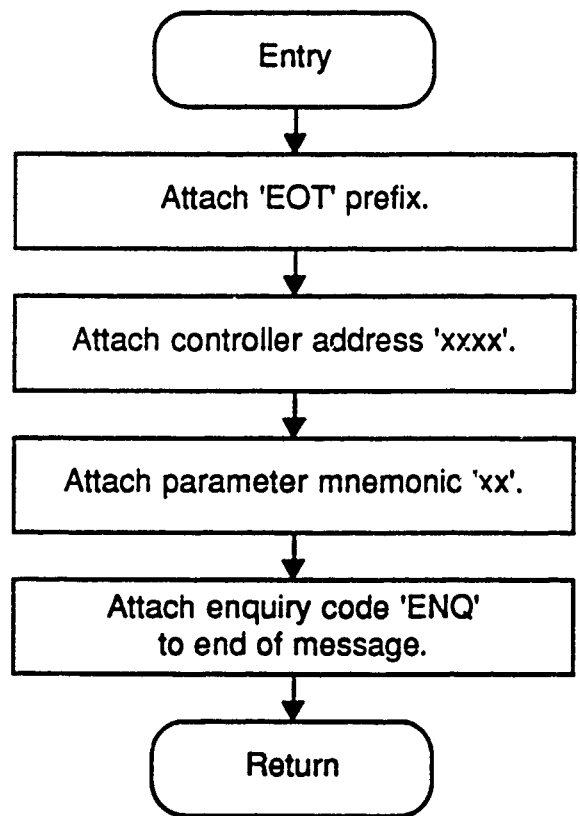 Entry
Attach 'EOT' prefix.
Attach controller address 'xxxx'.
Attach parameter mnemonic 'xx'.
Attach enquiry code 'ENQ'
to end of message.
Return